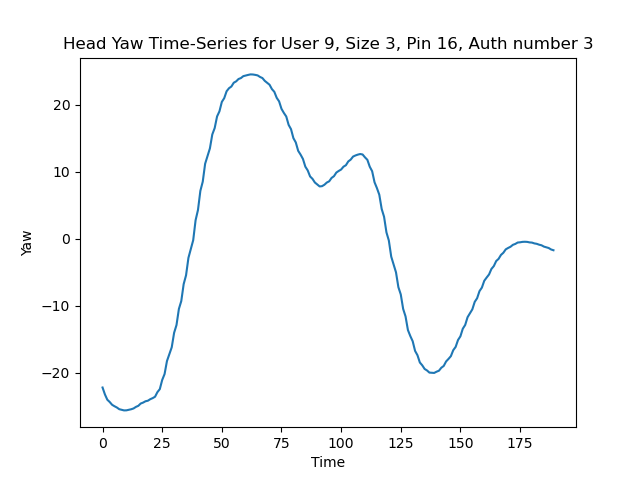 Head Yaw Time-Series for User 9, Size 3, Pin 16, Auth number 3
20
10
0
−10
−20
Yaw
0 25 50 75 100 125 150 175
Time